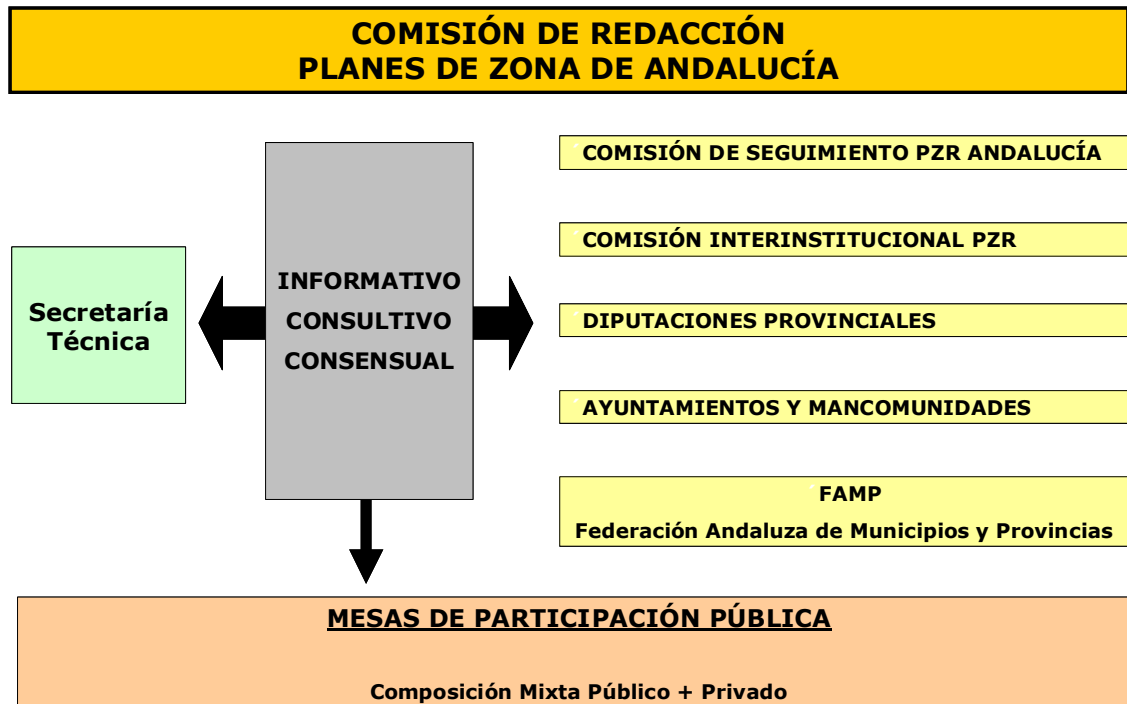 COMISIÓN DE REDACCIÓN
PLANES DE ZONA DE ANDALUCÍA
COMISIÓN DE SEGUIMIENTO PZR ANDALUCÍA
COMISIÓN INTERINSTITUCIONAL PZR
Secretaría
Técnica
INFORMATIVO
CONSULTIVO
CONSENSUAL
DIPUTACIONES PROVINCIALES
AYUNTAMIENTOS Y MANCOMUNIDADES
FAMP
Federación Andaluza de Municipios y Provincias
MESAS DE PARTICIPACIÓN PÚBLICA
Composición Mixta Público + Privado